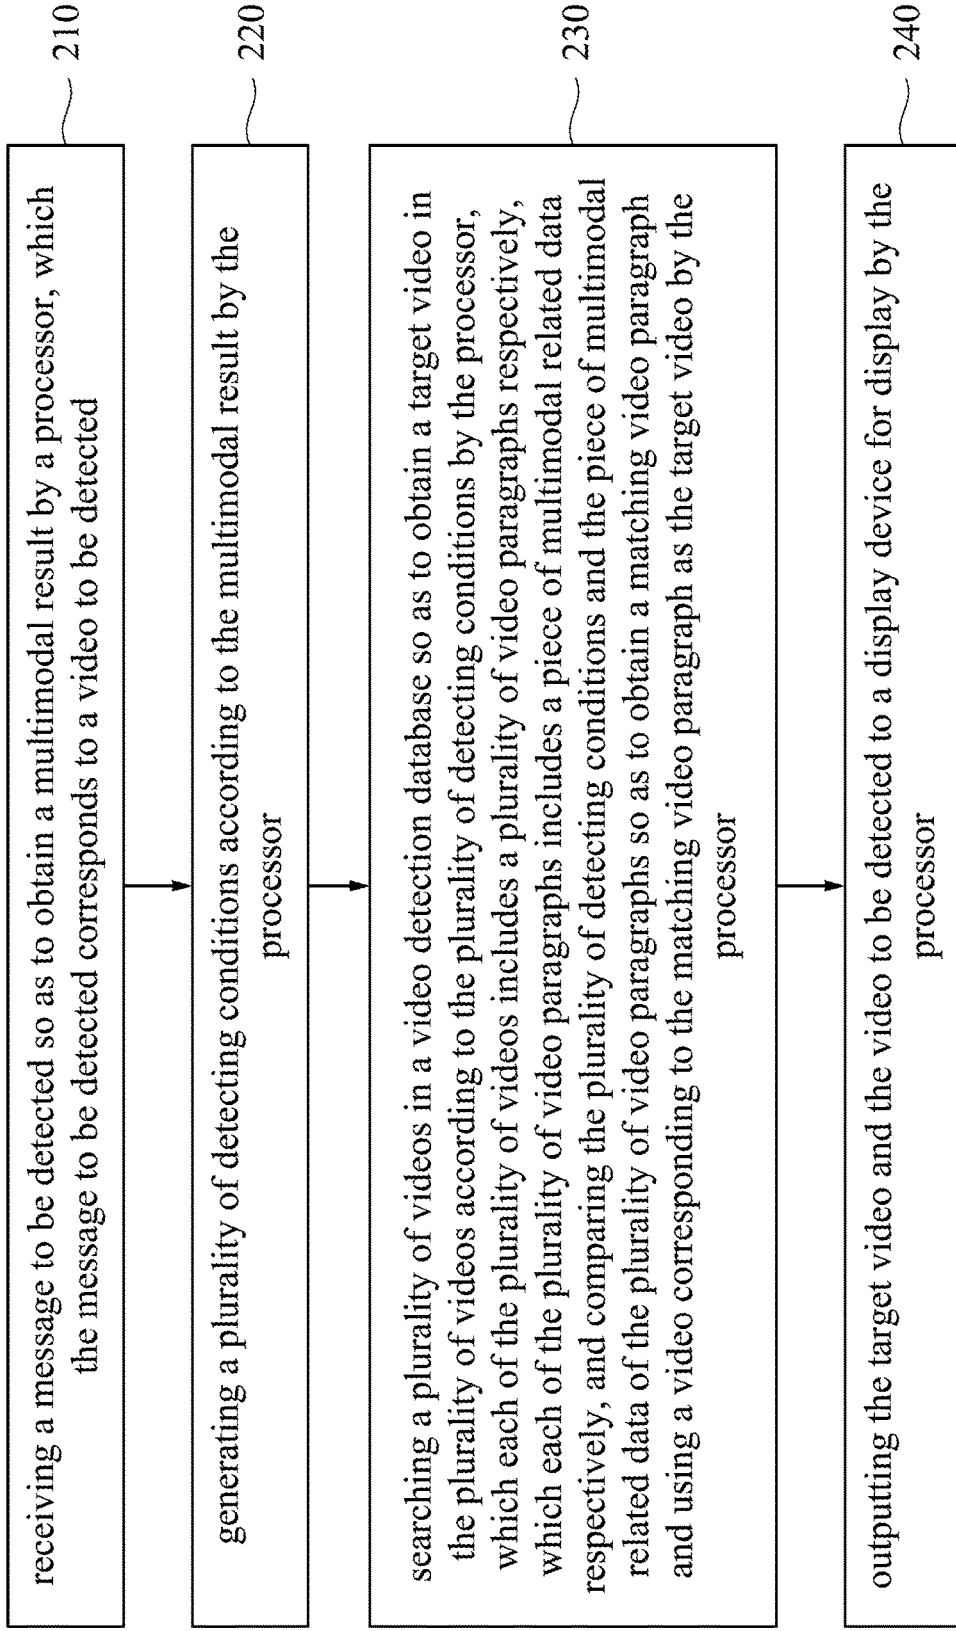 receiving a message to be detected so as to obtain a multimodal result by a processor, which
the message to be detected corresponds to a video to be detected
210
generating a plurality of detecting conditions according to the multimodal result by the
processor
220
searching a plurality of videos in a video detection database so as to obtain a target video in
the plurality of videos according to the plurality of detecting conditions by the processor,
which each of the plurality of videos includes a plurality of video paragraphs respectively,
which each of the plurality of video paragraphs includes a piece of multimodal related data
respectively, and comparing the plurality of detecting conditions and the piece of multimodal
related data of the plurality of video paragraphs so as to obtain a matching video paragraph
and using a video corresponding to the matching video paragraph as the target video by the
processor
230
outputting the target video and the video to be detected to a display device for display by the
processor
240